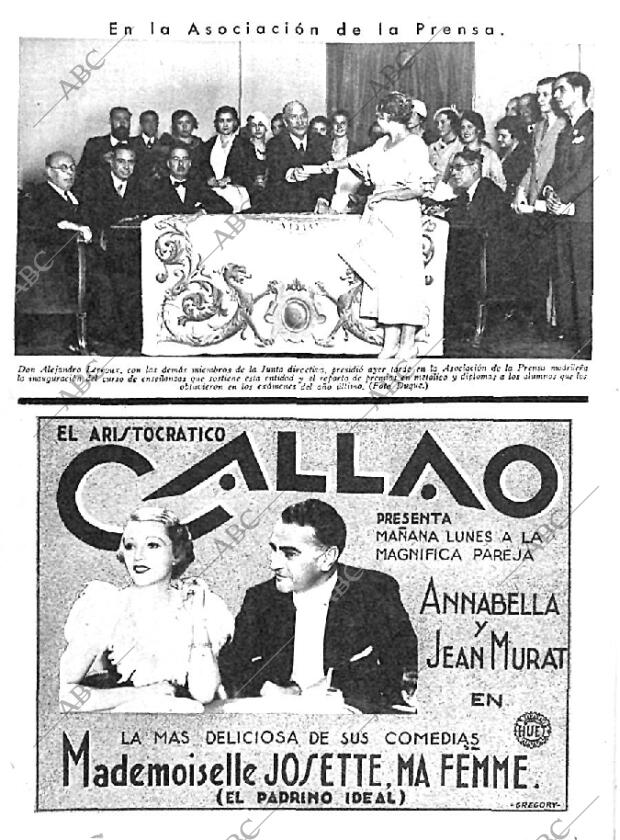 En la Asociación de la Prensa.
Don Alejandro Lerroux, con los demás miembros de la Junta directiva, presidió ayer tarde en la Asociación de la Prensa madrileña
la inauguración del curso de enseñanzas que sostiene esta entidad y el reparto de premios en metálico y diplomas a los alumnos que los
obtuvieron en los exámenes del año último. (Foto Duque.)
EL ARISTOCRÁTICO
CALLAO
PRESENTA
MAÑANA LUNES A LA
MAGNIFICA PAREJA
ANNABELLA
Y
JEAN MURAT
EN
HUET
LA MAS DELICIOSA DE SUS COMEDIAS
Mademoiselle JOSETTE, MA FEMME.
(EL PADRINO IDEAL)
-GREGORY-